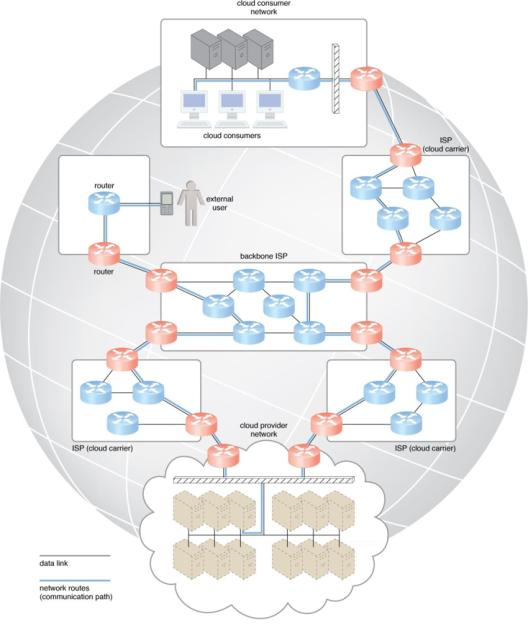 cloud consumer
network
cloud consumers
ISP
(cloud carrier)
router
external
user
router
backbone ISP
cloud provider
network
ISP (cloud carrier)
ISP (cloud carrier)
data link
network routes
(communication path)